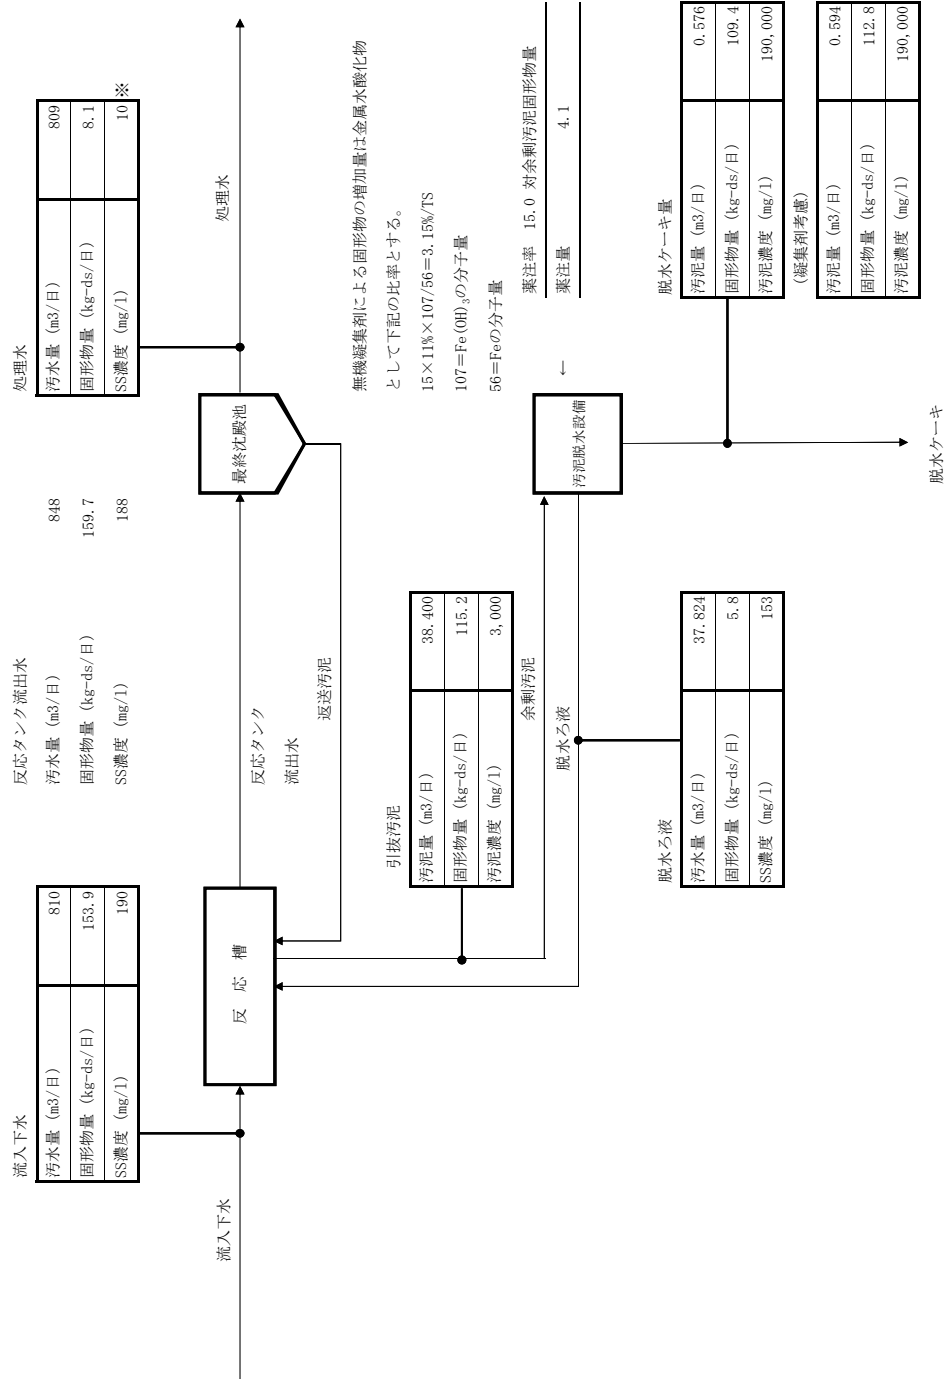 流入下水
汚水量 (m3/日) 810
固形物量 (kg-ds/日) 153.9
SS濃度 (mg/l) 190
反応タンク流出水
汚水量 (m3/日) 848
固形物量 (kg-ds/日) 159.7
SS濃度 (mg/l) 188
処理水
汚水量 (m3/日) 809
固形物量 (kg-ds/日) 8.1
SS濃度 (mg/l) 10 ※
流入下水
反 応 槽
反応タンク
流出水
最終沈殿池
処理水
返送汚泥
無機凝集剤による固形物の増加量は金属水酸化物
として下記の比率とする。
15×11%×107/56=3.15%/TS
107=Fe(OH)₃の分子量
56=Feの分子量
引抜汚泥
汚泥量 (m3/日) 38.400
固形物量 (kg-ds/日) 115.2
汚泥濃度 (mg/l) 3,000
余剰汚泥
脱水ろ液
汚泥脱水設備
←
薬注率 15.0 対余剰汚泥固形物量
薬注量 4.1
脱水ろ液
汚水量 (m3/日) 37.824
固形物量 (kg-ds/日) 5.8
SS濃度 (mg/l) 153
脱水ケーキ量
汚泥量 (m3/日) 0.576
固形物量 (kg-ds/日) 109.4
汚泥濃度 (mg/l) 190,000
(凝集剤考慮)
汚泥量 (m3/日) 0.594
固形物量 (kg-ds/日) 112.8
汚泥濃度 (mg/l) 190,000
脱水ケーキ